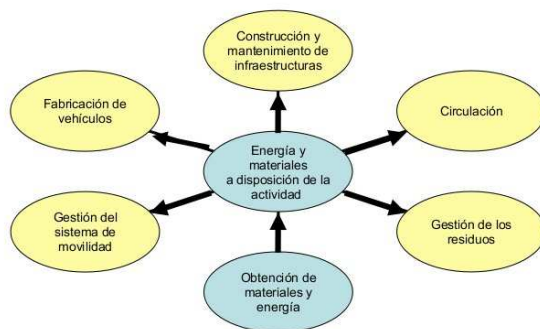 Construcción y
mantenimiento de
infraestructuras
Fabricación de
vehículos
Circulación
Energía y
materiales
a disposición de la
actividad
Gestión del
sistema de
movilidad
Gestión de los
residuos
Obtención de
materiales y
energía